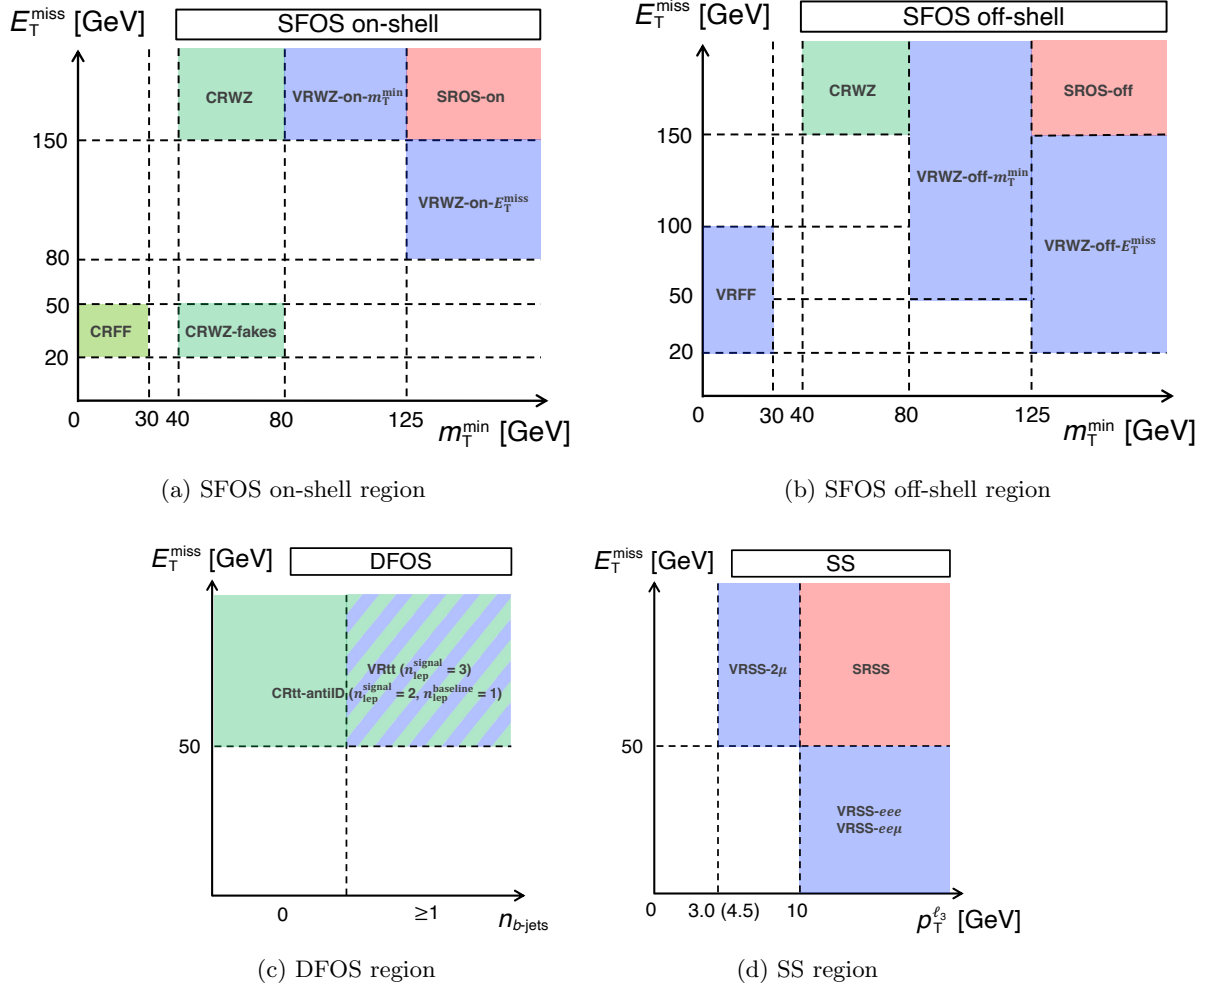 E_T^miss [GeV]
SFOS on-shell
CRWZ
VRWZ-on-m_T^min
SROS-on
150
VRWZ-on-E_T^miss
80
50
CRFF
CRWZ-fakes
20
0 30 40 80 125
m_T^min [GeV]
(a) SFOS on-shell region
E_T^miss [GeV]
SFOS off-shell
CRWZ
SROS-off
150
VRWZ-off-m_T^min
100
VRWZ-off-E_T^miss
VRFF
50
20
0 30 40 80 125
m_T^min [GeV]
(b) SFOS off-shell region
E_T^miss [GeV]
DFOS
VRtt (n_lep^signal = 3)
CRtt-antiID (n_lep^signal = 2, n_lep^baseline = 1)
50
0 ≥1
n_b-jets
(c) DFOS region
E_T^miss [GeV]
SS
VRSS-2μ
SRSS
50
VRSS-eee
VRSS-eeμ
0 3.0 (4.5) 10
p_T^ℓ₃ [GeV]
(d) SS region